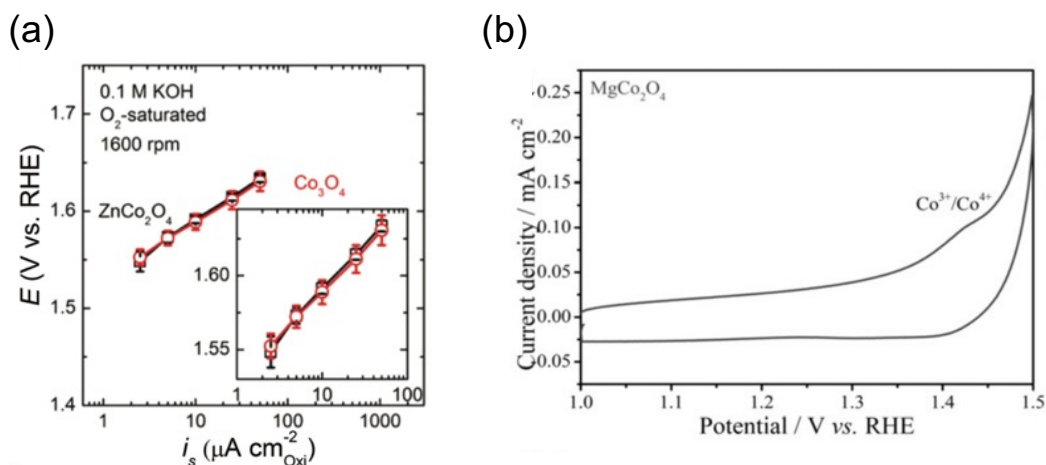 (a)
(b)
0.1 M KOH
O2-saturated
1600 rpm
Co3O4
ZnCo2O4
1.7
1.6
1.5
1.4
E (V vs. RHE)
1.60
1.55
1
10
100
1
10
100
1000
is (μA cm-2Oxi)
MgCo2O4
Co3+/Co4+
0.25
0.20
0.15
0.10
0.05
0.00
0.05
Current density / mA cm-2
1.0
1.1
1.2
1.3
1.4
1.5
Potential / V vs. RHE